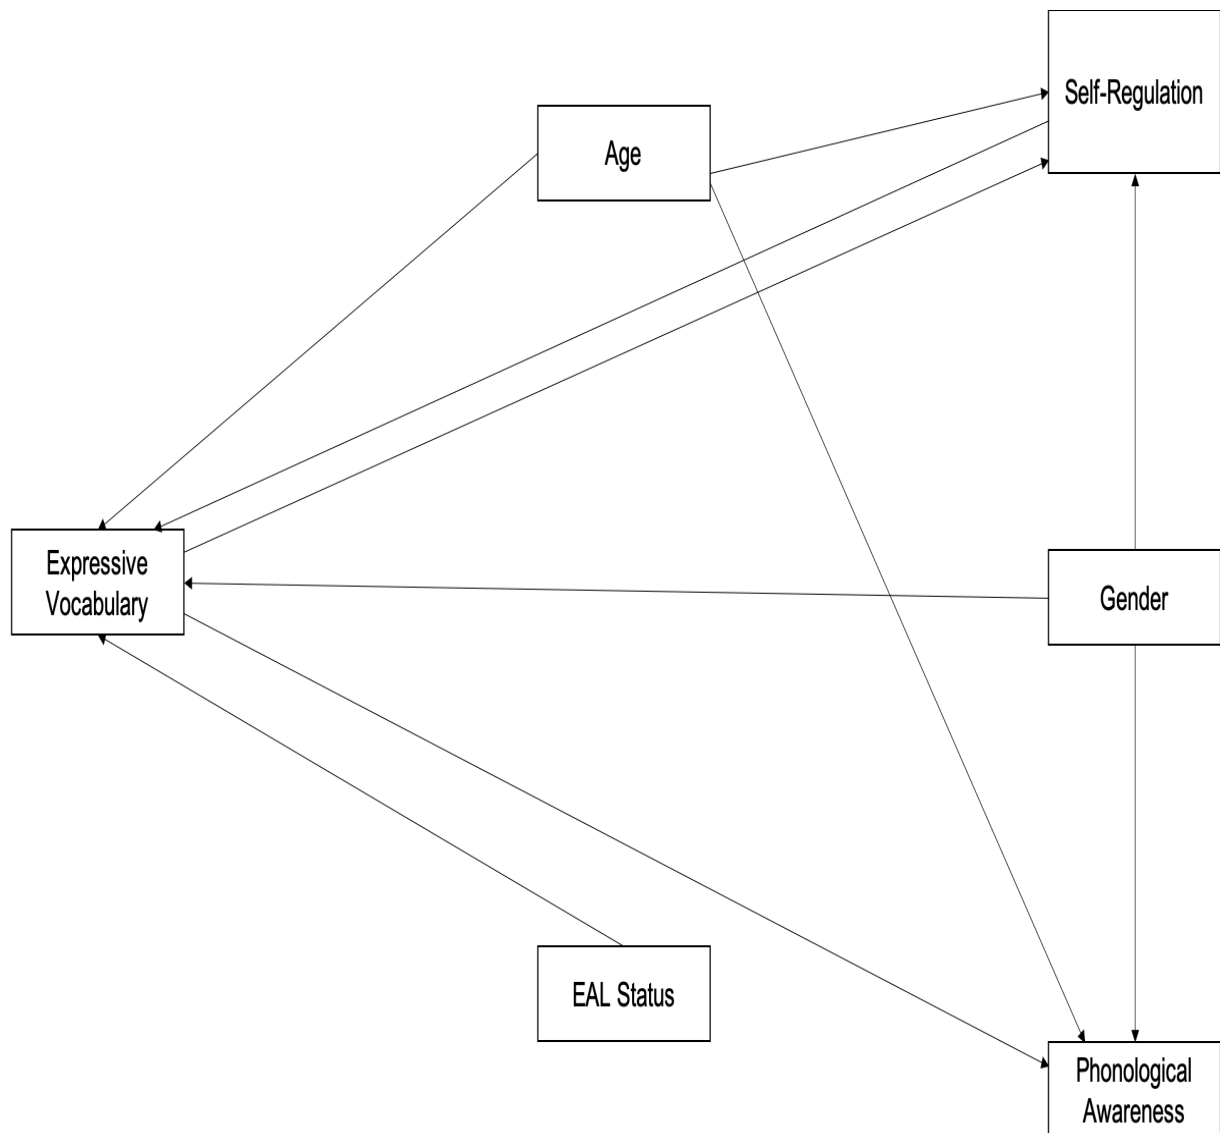 Self-Regulation
Age
Expressive
Vocabulary
Gender
EAL Status
Phonological
Awareness